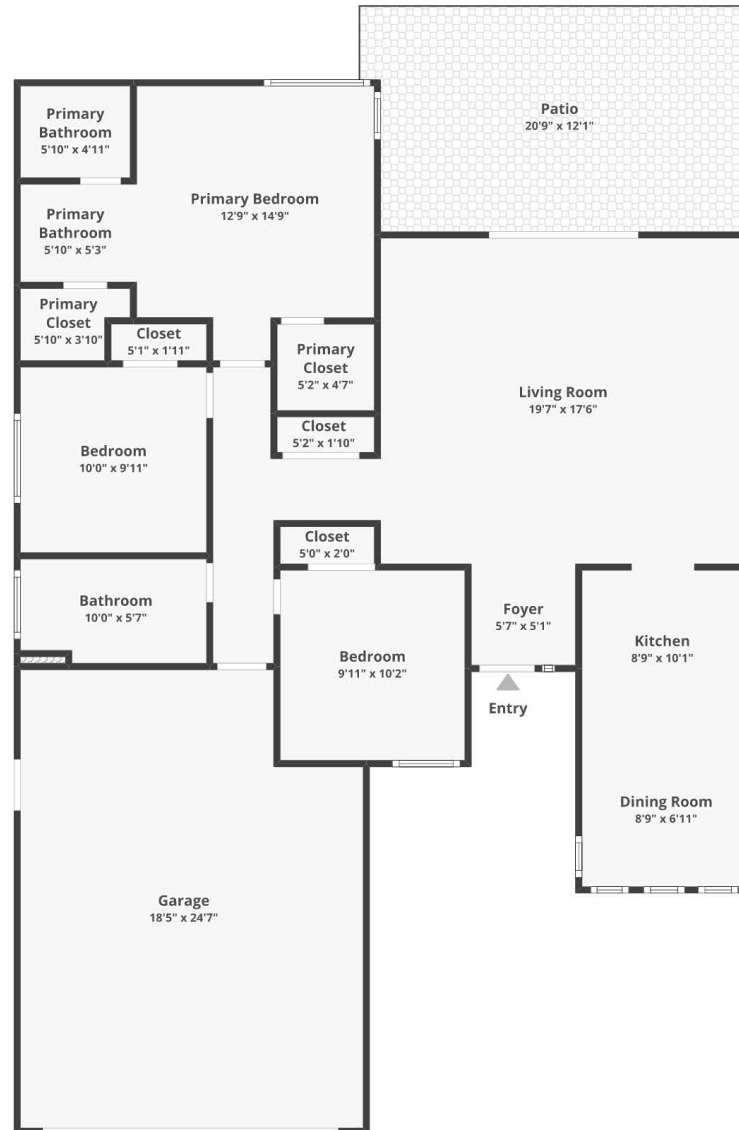 Patio
20'9" x 12'1"
Primary
Bathroom
5'10" x 4'11"
Primary Bedroom
12'9" x 14'9"
Primary
Bathroom
5'10" x 5'3"
Primary
Closet
5'10" x 3'10"
Closet
5'1" x 1'11"
Primary
Closet
5'2" x 4'7"
Living Room
19'7" x 17'6"
Closet
5'2" x 1'10"
Bedroom
10'0" x 9'11"
Closet
5'0" x 2'0"
Bathroom
10'0" x 5'7"
Foyer
5'7" x 5'1"
Kitchen
8'9" x 10'1"
Bedroom
9'11" x 10'2"
Entry
Dining Room
8'9" x 6'11"
Garage
18'5" x 24'7"